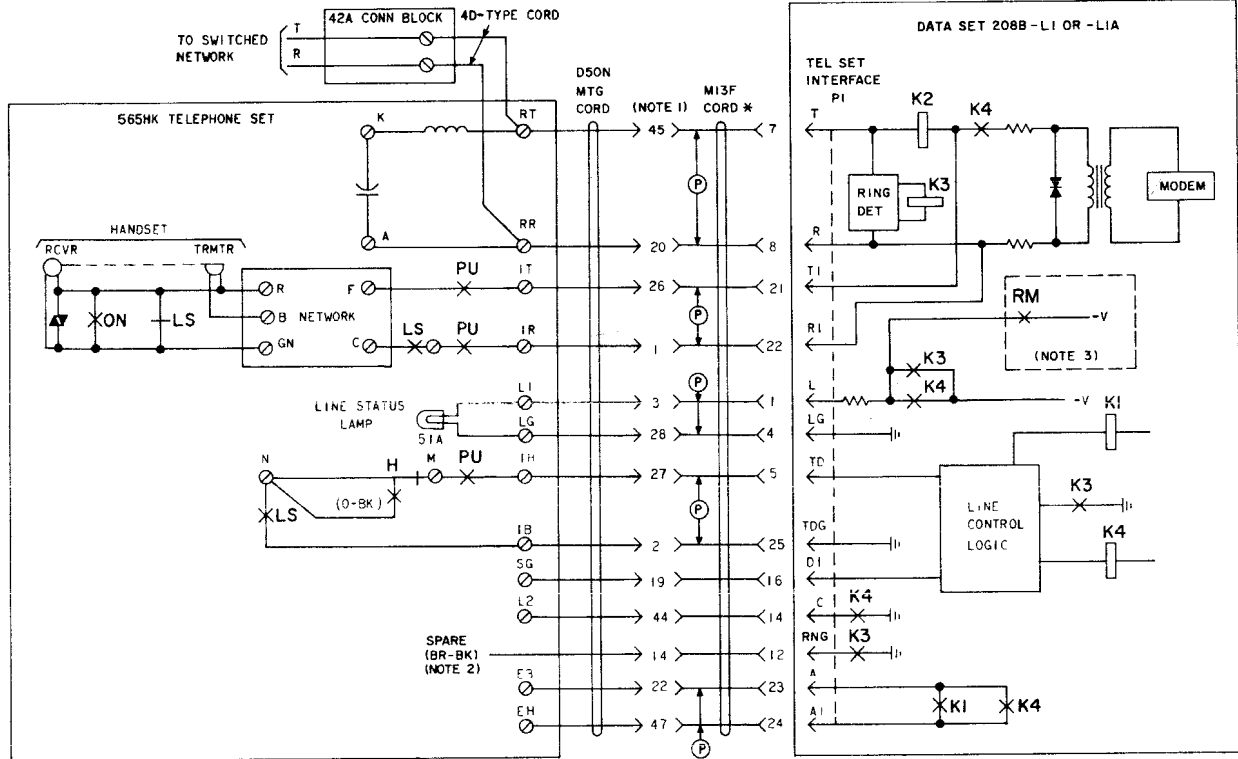 42A CONN BLOCK
4D-TYPE CORD
T
TO SWITCHED
NETWORK
R
D50N
MTG
CORD
(NOTE 1)
M13F
CORD *
DATA SET 208B-L1 OR -L1A
TEL SET
INTERFACE
P1
565HK TELEPHONE SET
K
RT
45
7
T
K2
K4
P
RING
DET
K3
MODEM
A
RR
20
8
R
HANDSET
RCVR
TRMTR
R
F
PU
1T
26
21
T1
ON
LS
B
NETWORK
P
RM
-V
GN
C
LS
PU
1R
1
22
R1
(NOTE 3)
K3
P
K4
LINE STATUS
LAMP
51A
L1
3
1
L
-V
LG
28
4
LG
K1
N
H
M
PU
1H
27
5
TD
(O-BK)
LS
P
LINE
CONTROL
LOGIC
K3
1B
2
25
TDG
K4
SG
19
16
D1
L2
44
14
C
K4
SPARE
(BR-BK)
(NOTE 2)
14
12
RNG
K3
EB
22
23
A
K1
K4
EH
47
24
A1
P